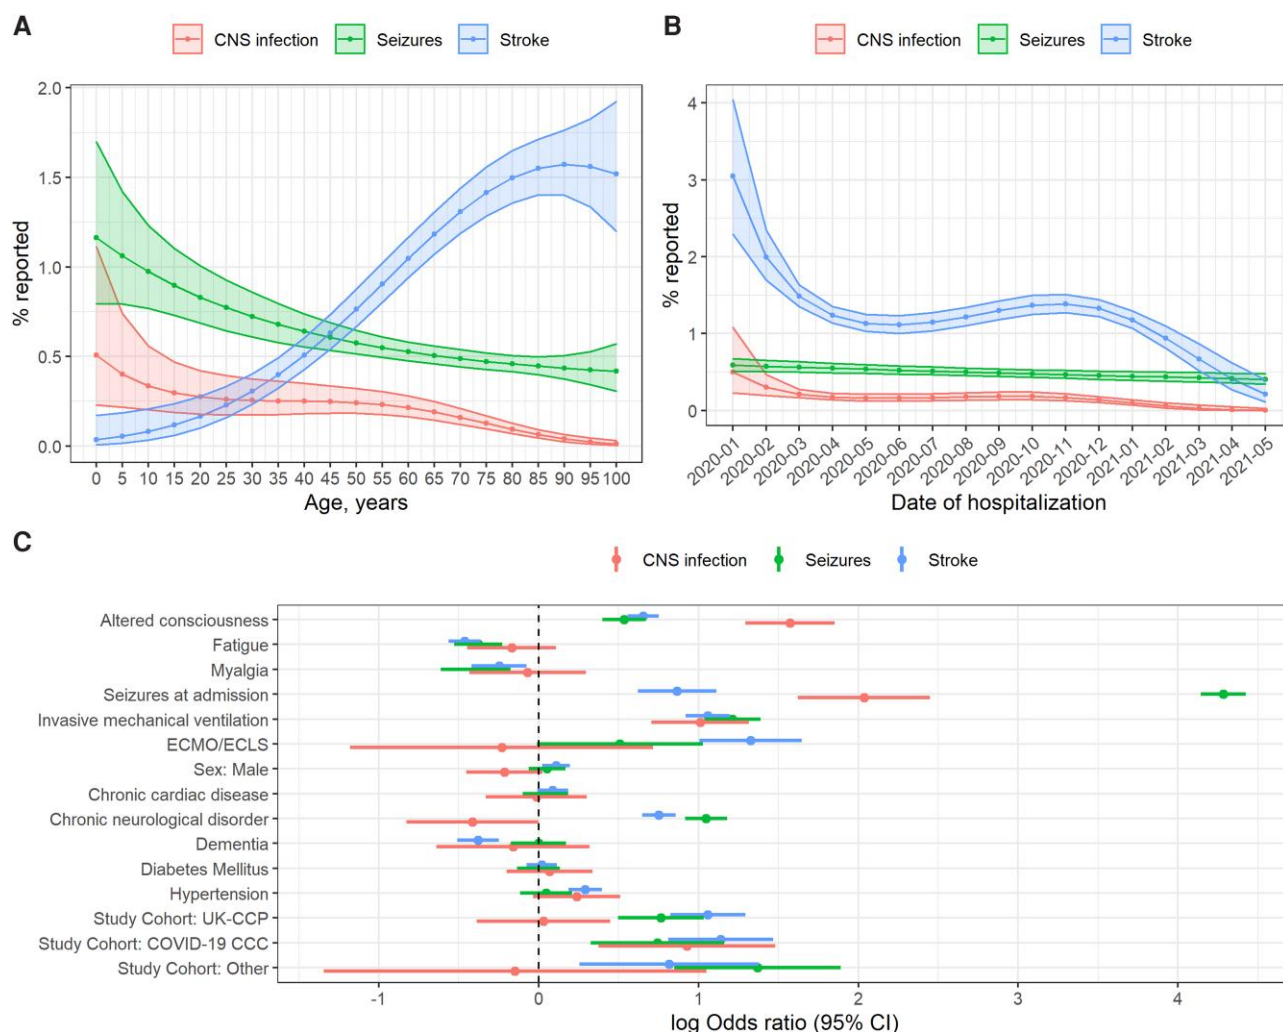 A
CNS infection Seizures Stroke
2.0
1.5
1.0
0.5
0.0
% reported
0 5 10 15 20 25 30 35 40 45 50 55 60 65 70 75 80 85 90 95 100
Age, years
B
CNS infection Seizures Stroke
4
3
2
1
0
% reported
2020-01 2020-02 2020-03 2020-04 2020-05 2020-06 2020-07 2020-08 2020-09 2020-10 2020-11 2020-12 2021-01 2021-02 2021-03 2021-04 2021-05
Date of hospitalization
C
CNS infection Seizures Stroke
Altered consciousness
Fatigue
Myalgia
Seizures at admission
Invasive mechanical ventilation
ECMO/ECLS
Sex: Male
Chronic cardiac disease
Chronic neurological disorder
Dementia
Diabetes Mellitus
Hypertension
Study Cohort: UK-CCP
Study Cohort: COVID-19 CCC
Study Cohort: Other
-1 0 1 2 3 4
log Odds ratio (95% CI)